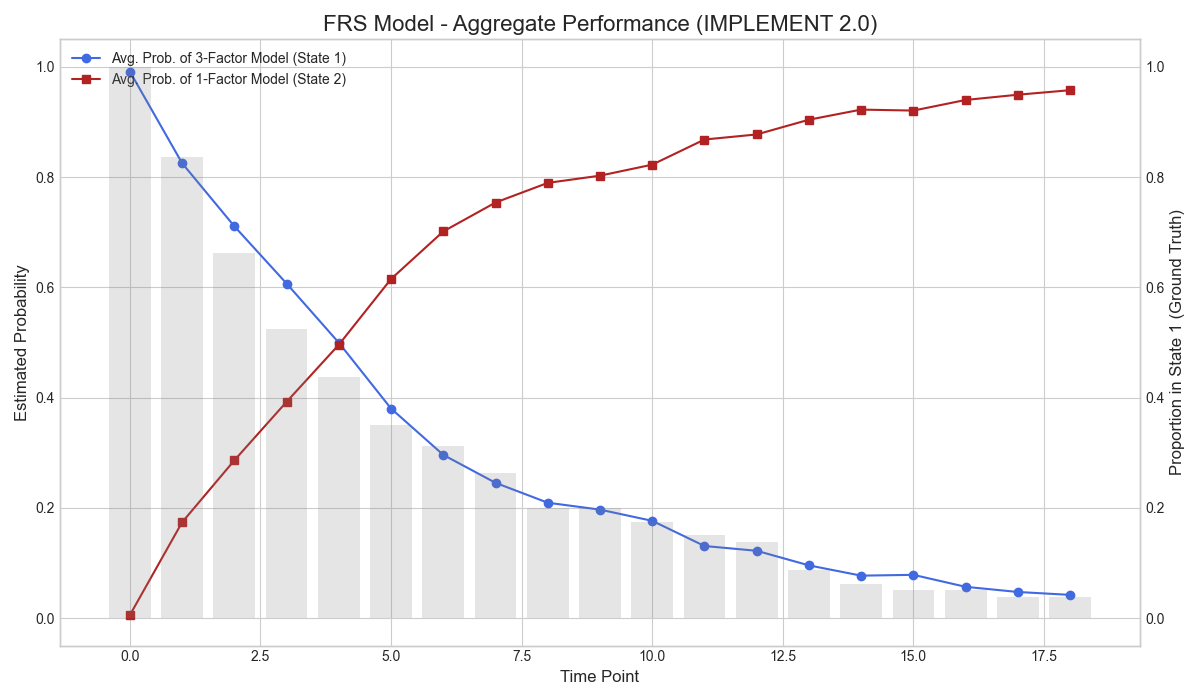 FRS Model - Aggregate Performance (IMPLEMENT 2.0)
Avg. Prob. of 3-Factor Model (State 1)
Avg. Prob. of 1-Factor Model (State 2)
Estimated Probability
1.0
0.8
0.6
0.4
0.2
0.0
1.0
0.8
0.6
0.4
0.2
0.0
Proportion in State 1 (Ground Truth)
0.0 2.5 5.0 7.5 10.0 12.5 15.0 17.5
Time Point